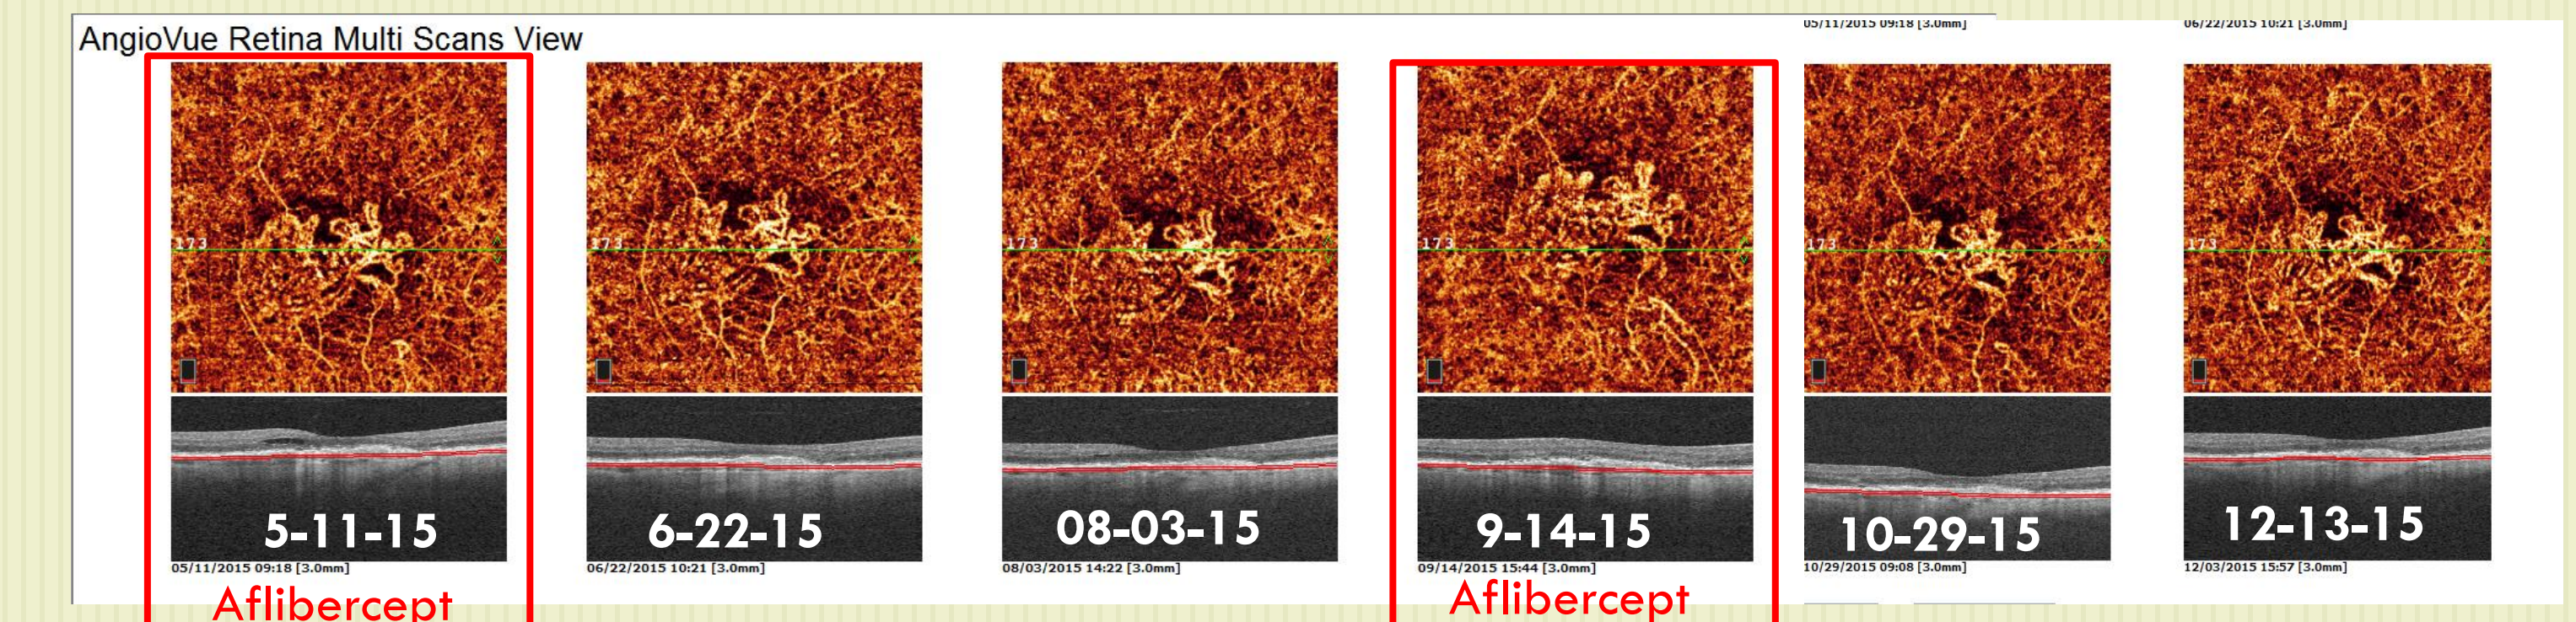 05/11/2015 09:18 [3.0mm]
06/22/2015 10:21 [3.0mm]
AngioVue Retina Multi Scans View
173
173
173
173
173
173
5-11-15
6-22-15
08-03-15
9-14-15
10-29-15
12-13-15
05/11/2015 09:18 [3.0mm]
06/22/2015 10:21 [3.0mm]
08/03/2015 14:22 [3.0mm]
09/14/2015 15:44 [3.0mm]
10/29/2015 09:08 [3.0mm]
12/03/2015 15:57 [3.0mm]
Aflibercept
Aflibercept